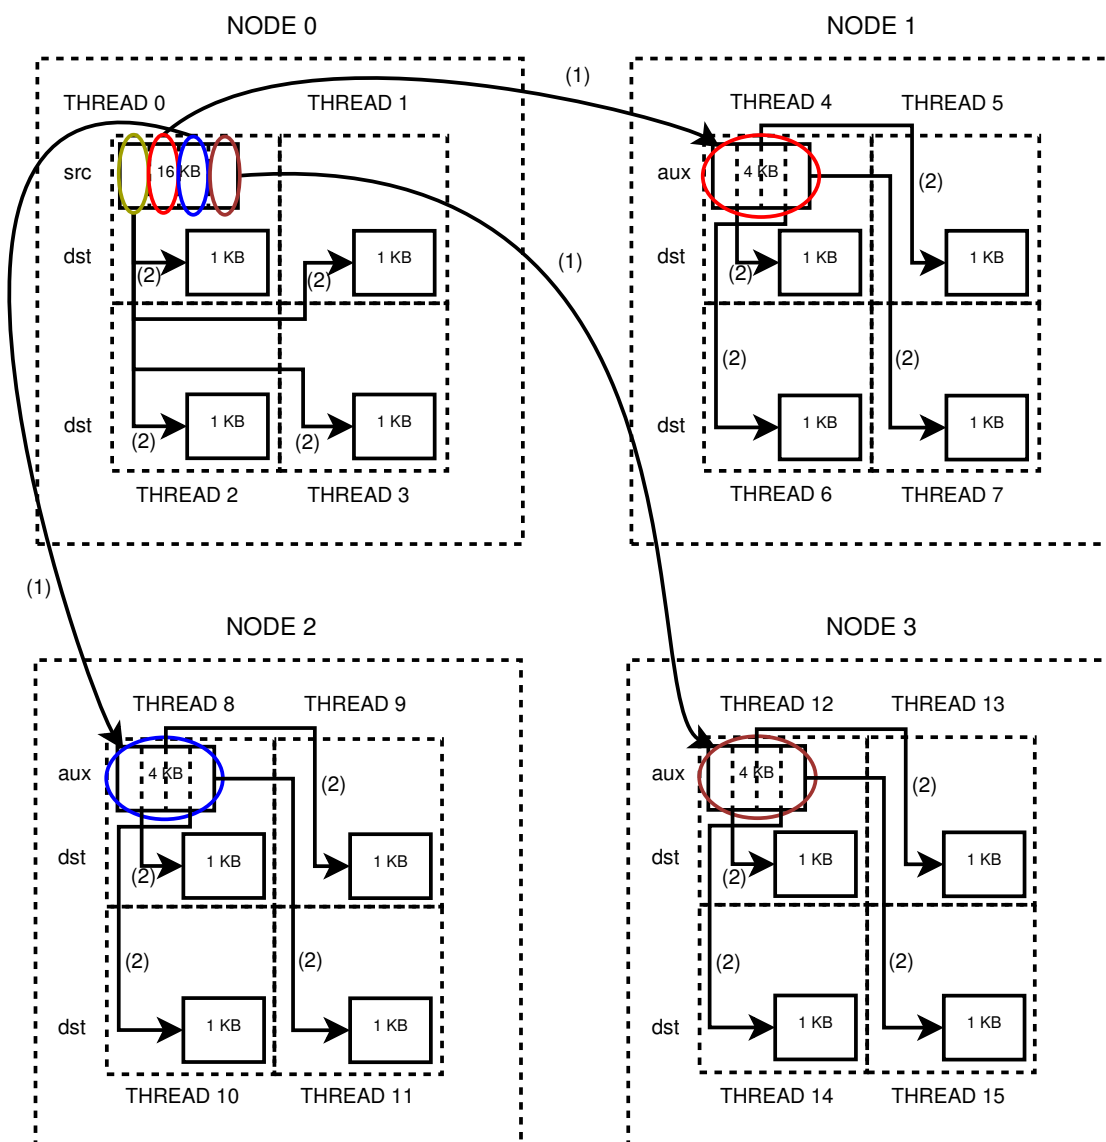 NODE 0
NODE 1
(1)
THREAD 0
THREAD 1
THREAD 4
THREAD 5
src
16 KB
aux
4 KB
(2)
dst
1 KB
1 KB
dst
1 KB
1 KB
(2)
(2)
(1)
(2)
(2)
(2)
dst
1 KB
1 KB
dst
1 KB
1 KB
(2)
(2)
THREAD 2
THREAD 3
THREAD 6
THREAD 7
(1)
NODE 2
NODE 3
THREAD 8
THREAD 9
THREAD 12
THREAD 13
aux
4 KB
(2)
aux
4 KB
(2)
dst
1 KB
1 KB
dst
1 KB
1 KB
(2)
(2)
(2)
(2)
(2)
(2)
dst
1 KB
1 KB
dst
1 KB
1 KB
THREAD 10
THREAD 11
THREAD 14
THREAD 15